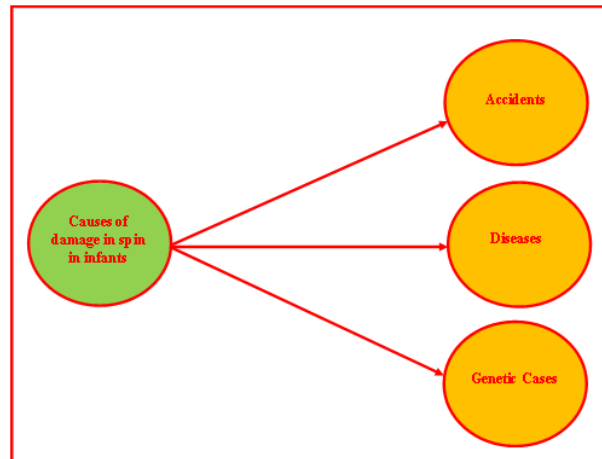 Causes of
damage in spin
in infants
Accidents
Diseases
Genetic Cases